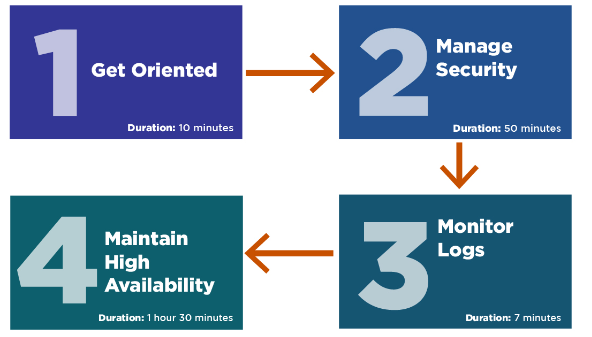 1
Get Oriented
Duration: 10 minutes
2
Manage
Security
Duration: 50 minutes
3
Monitor
Logs
Duration: 7 minutes
4
Maintain
High
Availability
Duration: 1 hour 30 minutes